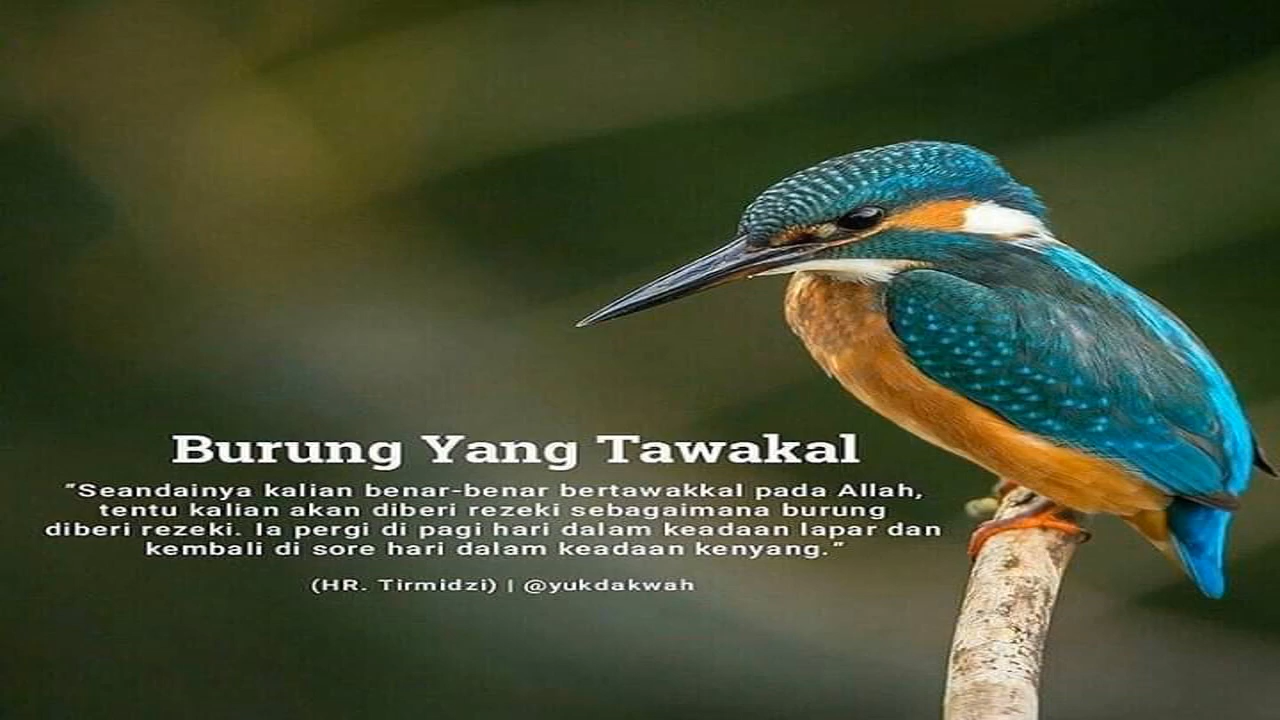 Burung Yang Tawakal
"Seandainya kalian benar-benar bertawakkal pada Allah,
tentu kalian akan diberi rezeki sebagaimana burung
diberi rezeki. Ia pergi di pagi hari dalam keadaan lapar dan
kembali di sore hari dalam keadaan kenyang."
(HR. Tirmidzi) | @yukdakwah